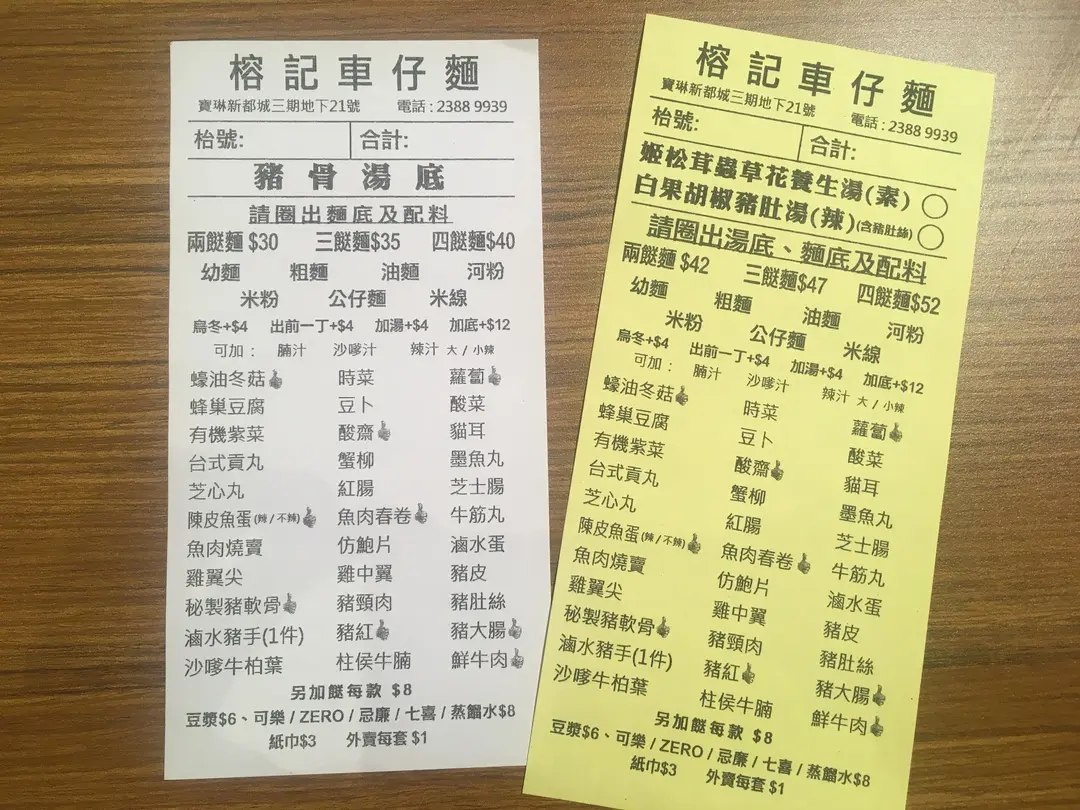 榕記車仔麵
寶琳新都城三期地下21號 電話 : 2388 9939
枱號: 合計:
豬骨湯底
請圈出麵底及配料
兩餸麵 $30 三餸麵$35 四餸麵$40
幼麵 粗麵 油麵 河粉
米粉 公仔麵 米線
烏冬+$4 出前一丁+$4 加湯+$4 加底+$12
可加 : 腩汁 沙嗲汁 辣汁 大 / 小辣
蠔油冬菇 時菜 蘿蔔
蜂巢豆腐 豆卜 酸菜
有機紫菜 酸齋 貓耳
台式貢丸 蟹柳 墨魚丸
芝心丸 紅腸 芝士腸
陳皮魚蛋(辣 / 不辣) 魚肉春卷 牛筋丸
魚肉燒賣 仿鮑片 滷水蛋
雞翼尖 雞中翼 豬皮
秘製豬軟骨 豬頸肉 豬肚絲
滷水豬手(1件) 豬紅 豬大腸
沙嗲牛柏葉 柱侯牛腩 鮮牛肉
另加餸每款 $8
豆漿$6、可樂 / ZERO / 忌廉 / 七喜 / 蒸餾水$8
紙巾$3 外賣每套 $1
榕記車仔麵
寶琳新都城三期地下21號 電話 : 2388 9939
枱號: 合計:
姬松茸蟲草花養生湯(素)
白果胡椒豬肚湯(辣)(含豬肚絲)
請圈出湯底、麵底及配料
兩餸麵 $42 三餸麵$47 四餸麵$52
幼麵 粗麵 油麵 河粉
米粉 公仔麵 米線
烏冬+$4 出前一丁+$4 加湯+$4 加底+$12
可加 : 腩汁 沙嗲汁 辣汁 大 / 小辣
蠔油冬菇 時菜 蘿蔔
蜂巢豆腐 豆卜 酸菜
有機紫菜 酸齋 貓耳
台式貢丸 蟹柳 墨魚丸
芝心丸 紅腸 芝士腸
陳皮魚蛋(辣 / 不辣) 魚肉春卷 牛筋丸
魚肉燒賣 仿鮑片 滷水蛋
雞翼尖 雞中翼 豬皮
秘製豬軟骨 豬頸肉 豬肚絲
滷水豬手(1件) 豬紅 豬大腸
沙嗲牛柏葉 柱侯牛腩 鮮牛肉
另加餸每款 $8
豆漿$6、可樂 / ZERO / 忌廉 / 七喜 / 蒸餾水$8
紙巾$3 外賣每套 $1